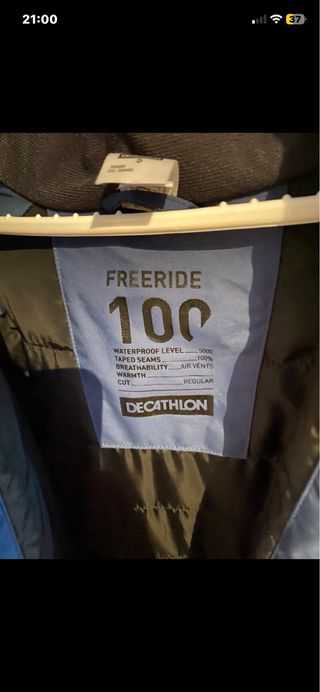 21:00
37
FREERIDE
100
WATERPROOF LEVEL 5000
TAPED SEAMS 100%
BREATHABILITY AIR VENTS
WARMTH
CUT REGULAR
DECATHLON